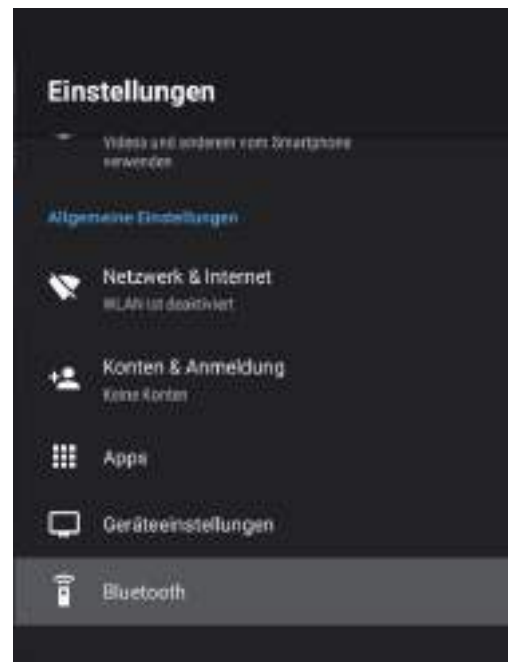 Einstellungen
Videos und anderem vom Smartphone
verwenden
Allgemeine Einstellungen
Netzwerk & Internet
WLAN ist deaktiviert
Konten & Anmeldung
Keine Konten
Apps
Geräteeinstellungen
Bluetooth